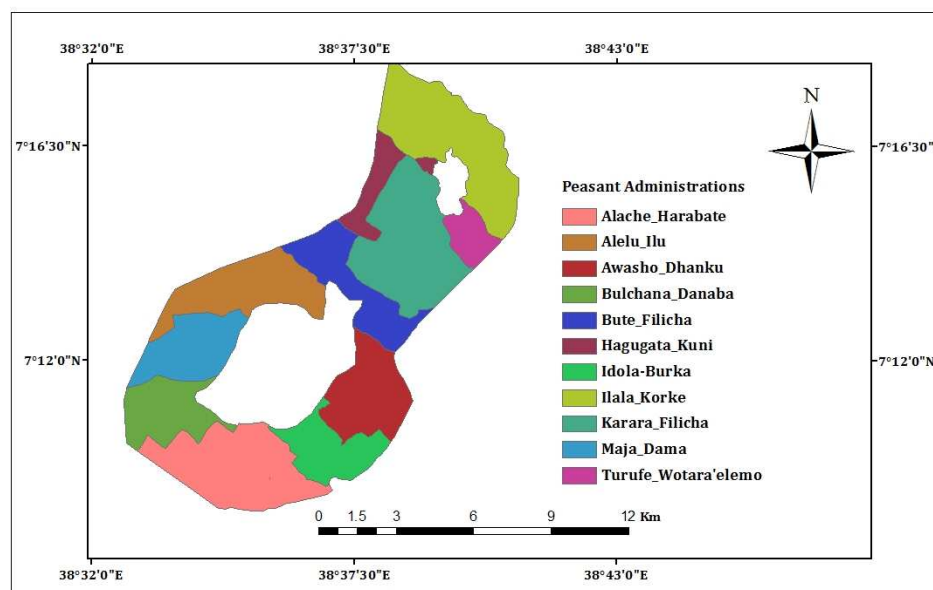 38°32'0"E 38°37'30"E 38°43'0"E
N
7°16'30"N 7°16'30"N
Peasant Administrations
Alache_Harabate
Alelu_Ilu
Awasho_Dhanku
Bulchana_Danaba
Bute_Filicha
Hagugata_Kuni
7°12'0"N 7°12'0"N
Idola-Burka
Ilala_Korke
Karara_Filicha
Maja_Dama
Turufe_Wotara'elemo
0 1.5 3 6 9 12 Km
38°32'0"E 38°37'30"E 38°43'0"E